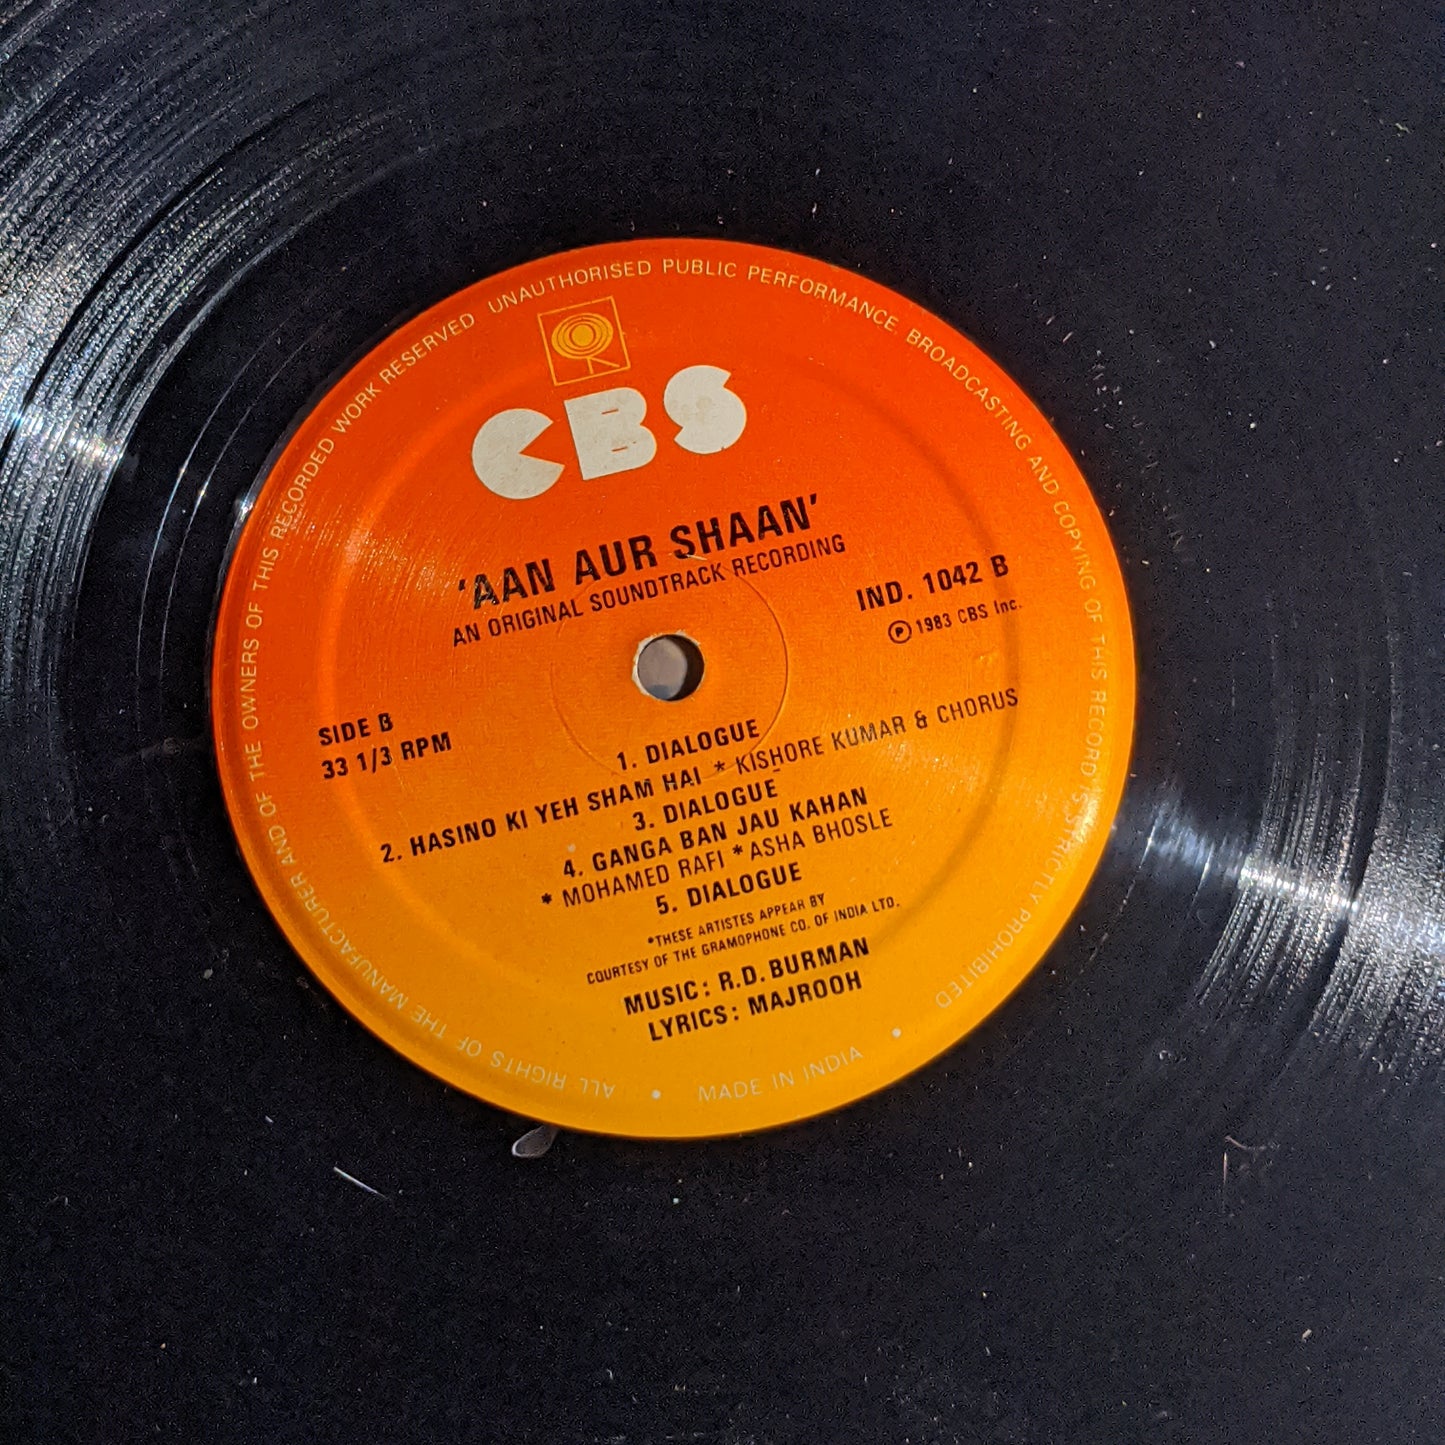 ALL RIGHTS OF THE MANUFACTURER AND OF THE OWNERS OF THIS RECORDED WORK RESERVED UNAUTHORISED PUBLIC PERFORMANCE BROADCASTING AND COPYING OF THIS RECORD IS STRICTLY PROHIBITED
CBS
'AAN AUR SHAAN'
AN ORIGINAL SOUNDTRACK RECORDING
IND. 1042 B
Ⓟ 1983 CBS Inc.
SIDE B
33 1/3 RPM
1. DIALOGUE
2. HASINO KI YEH SHAM HAI * KISHORE KUMAR & CHORUS
3. DIALOGUE
4. GANGA BAN JAU KAHAN
* MOHAMED RAFI * ASHA BHOSLE
5. DIALOGUE
*THESE ARTISTES APPEAR BY
COURTESY OF THE GRAMOPHONE CO. OF INDIA LTD.
MUSIC: R.D. BURMAN
LYRICS: MAJROOH
• MADE IN INDIA •